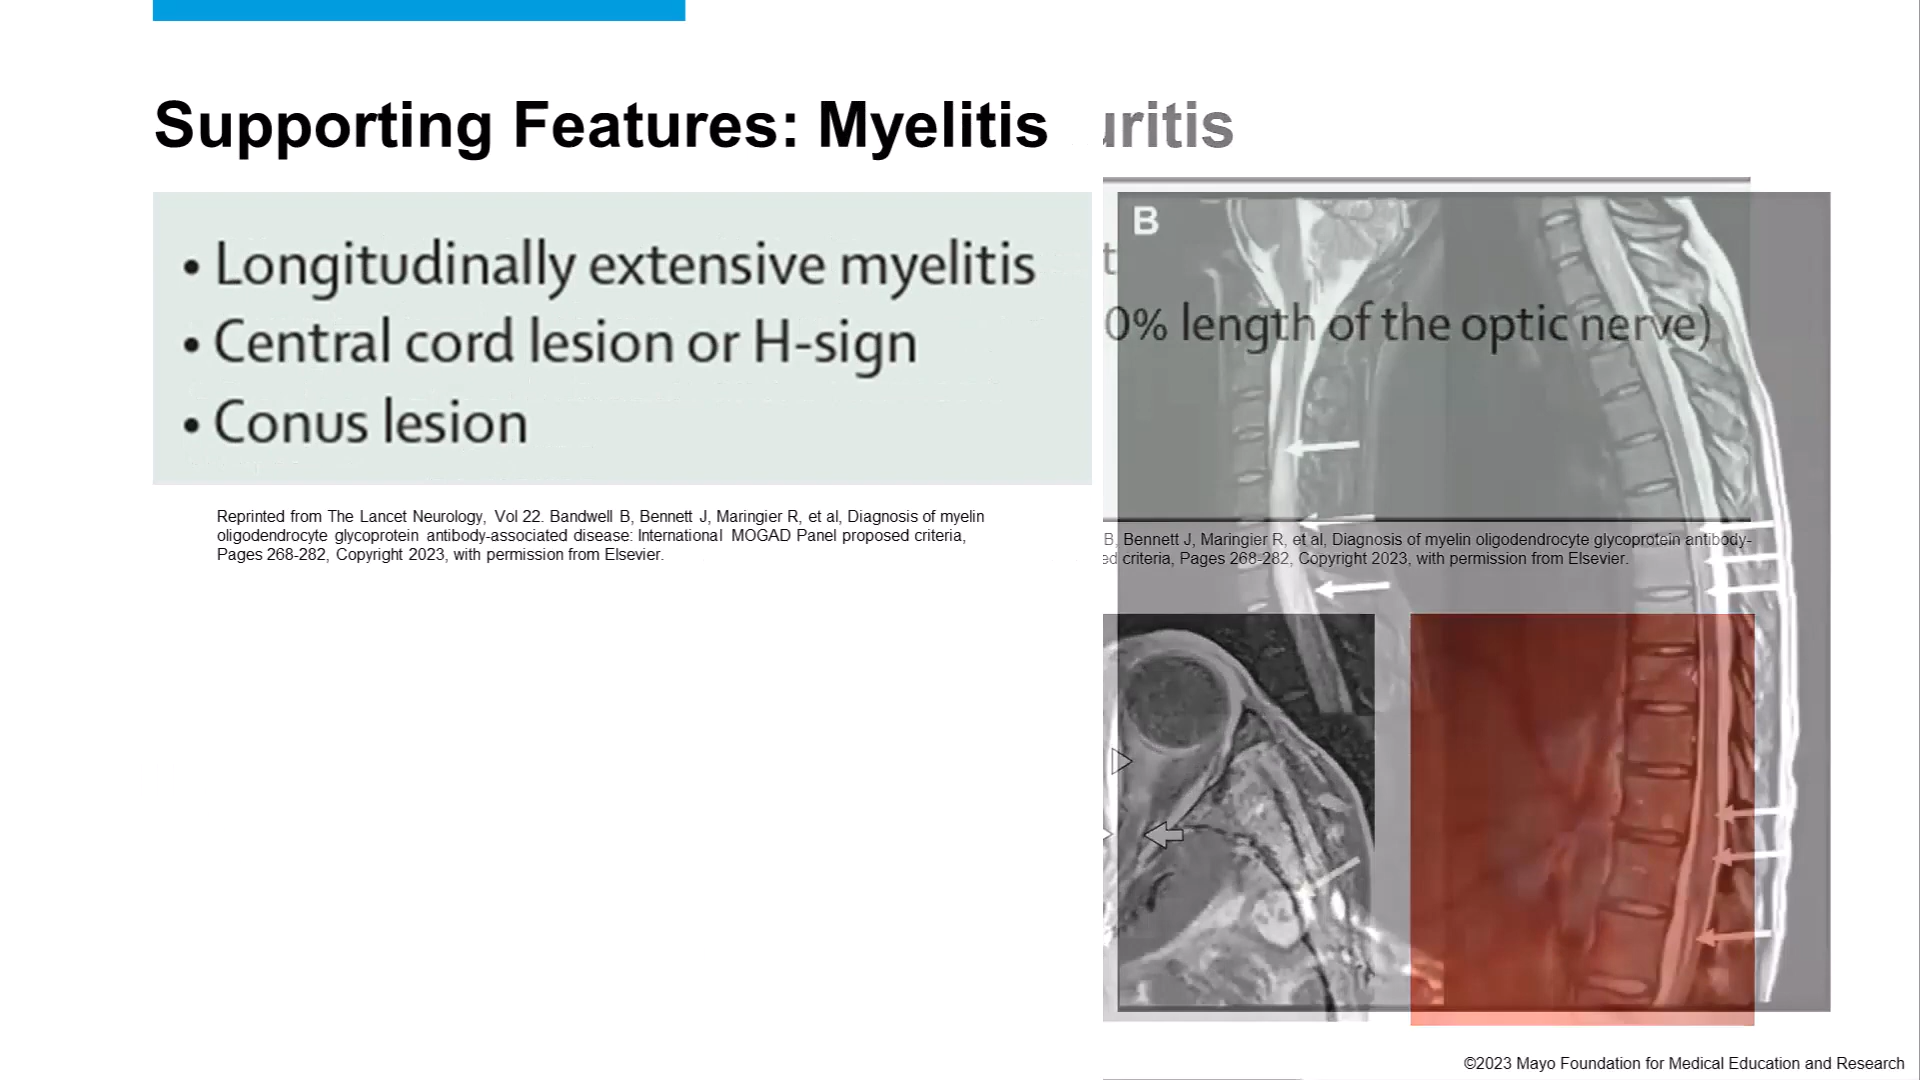 Supporting Features: Myelitis
uritis
• Longitudinally extensive myelitis
• Central cord lesion or H-sign
• Conus lesion
Reprinted from The Lancet Neurology, Vol 22. Bandwell B, Bennett J, Maringier R, et al, Diagnosis of myelin
oligodendrocyte glycoprotein antibody-associated disease: International MOGAD Panel proposed criteria,
Pages 268-282, Copyright 2023, with permission from Elsevier.
B
t
0% length of the optic nerve)
B, Bennett J, Maringier R, et al, Diagnosis of myelin oligodendrocyte glycoprotein antibody-
ed criteria, Pages 268-282, Copyright 2023, with permission from Elsevier.
©2023 Mayo Foundation for Medical Education and Research